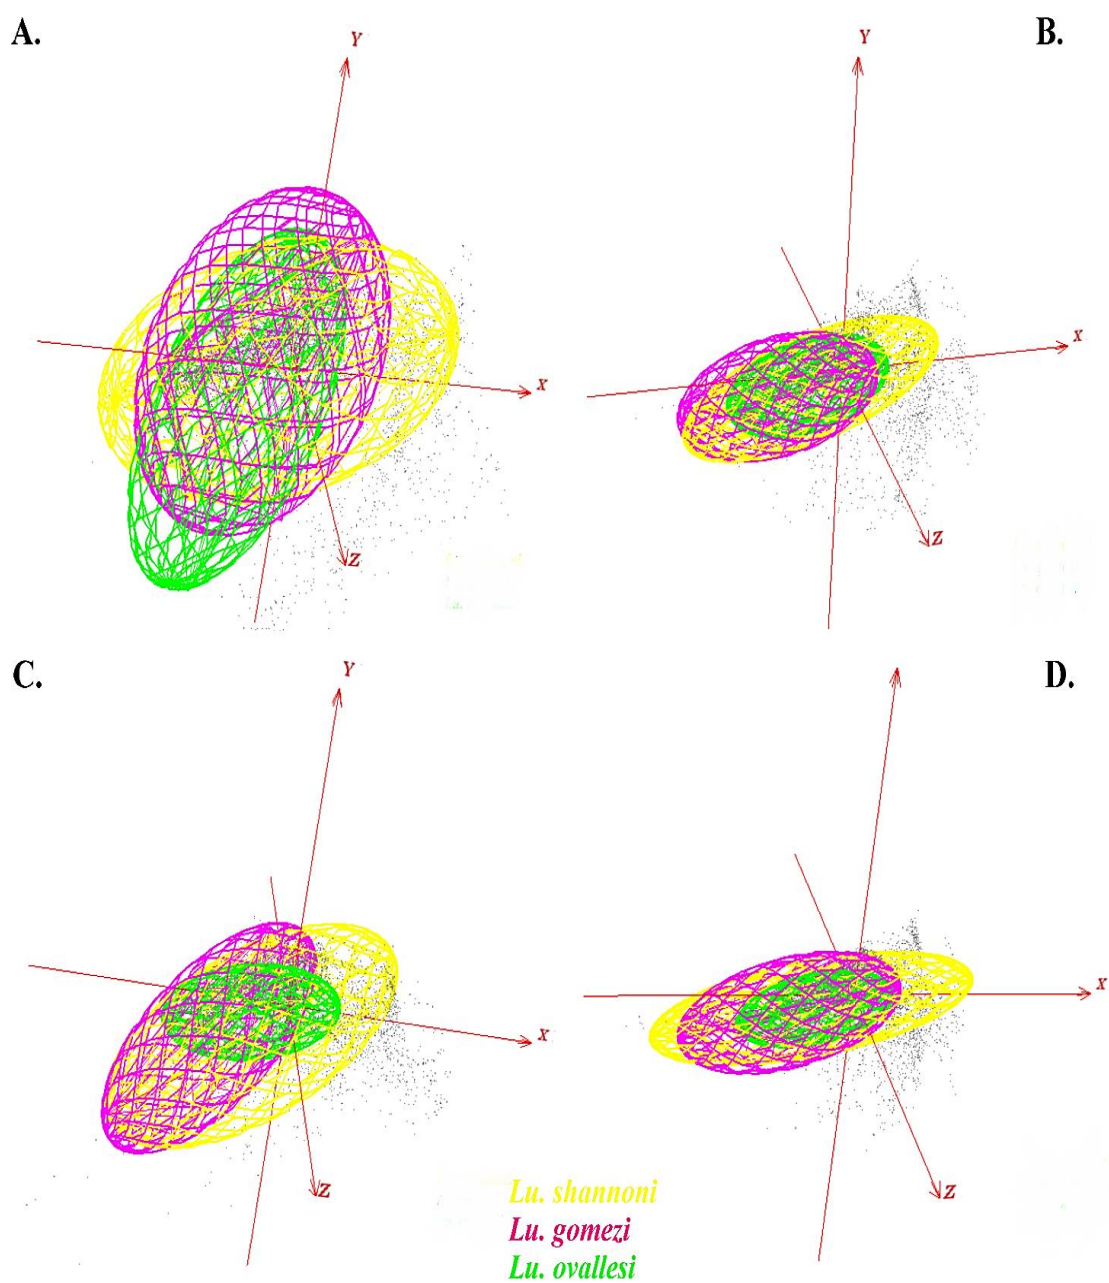 A.
B.
Y
Y
X
X
Z
Z
C.
D.
Y
X
X
Z
Z
Lu. shannoni
Lu. gomezi
Lu. ovallesi